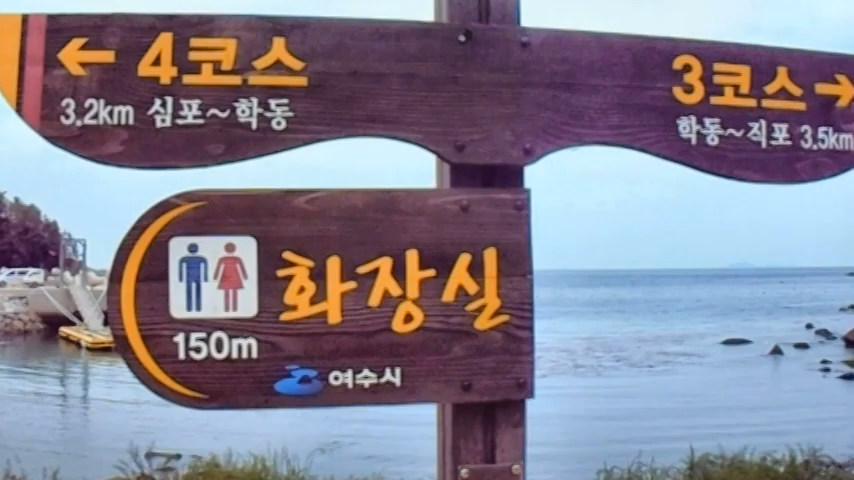 ← 4코스
3.2km 심포~학동
3코스 →
학동~직포 3.5km
화장실
150m
여수시